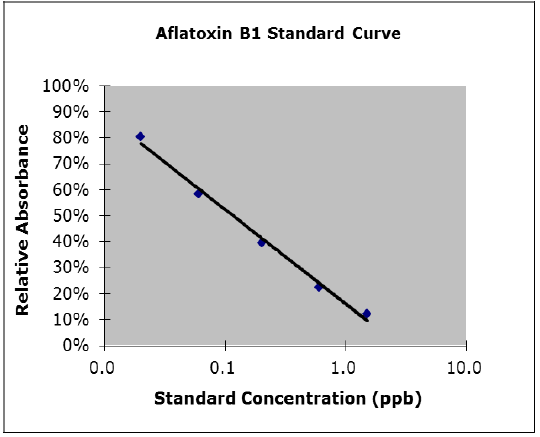 Aflatoxin B1 Standard Curve
100%
90%
80%
70%
60%
50%
40%
30%
20%
10%
0%
Relative Absorbance
0.0 0.1 1.0 10.0
Standard Concentration (ppb)